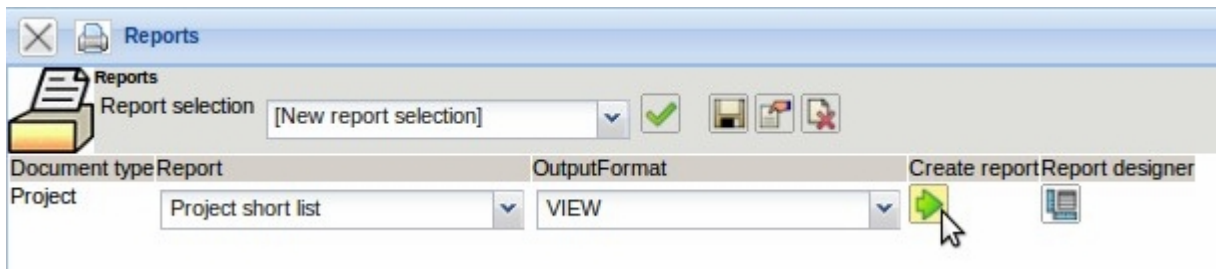 Reports
Reports
Report selection [New report selection]
Document type Report OutputFormat Create report Report designer
Project Project short list VIEW